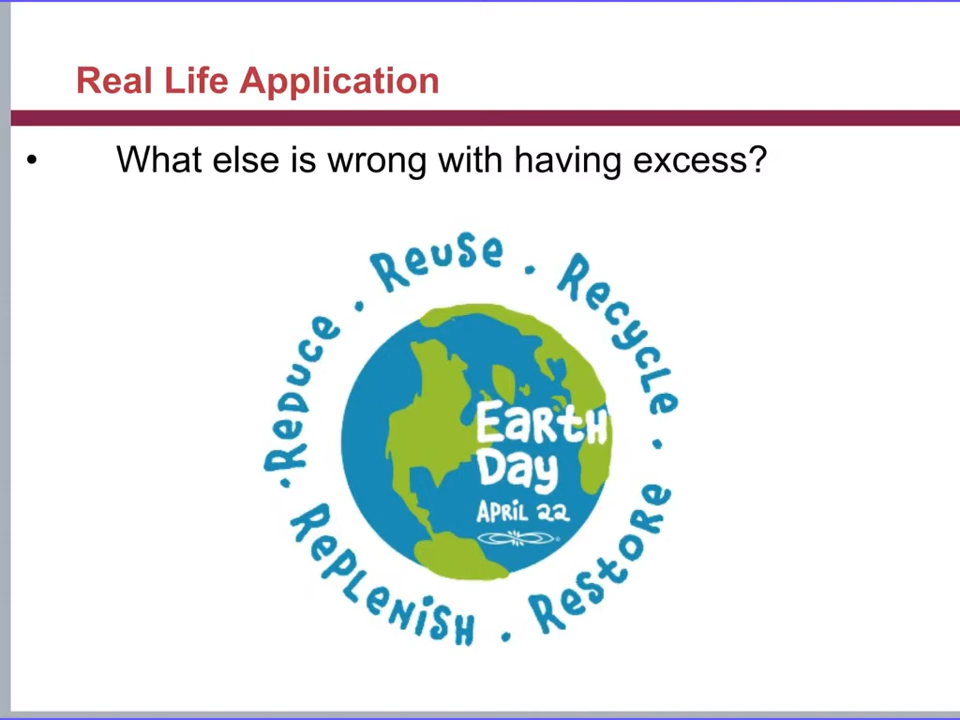 Real Life Application
• What else is wrong with having excess?
Reduce . Reuse . Recycle . Restore . Replenish .
Earth
Day
April 22